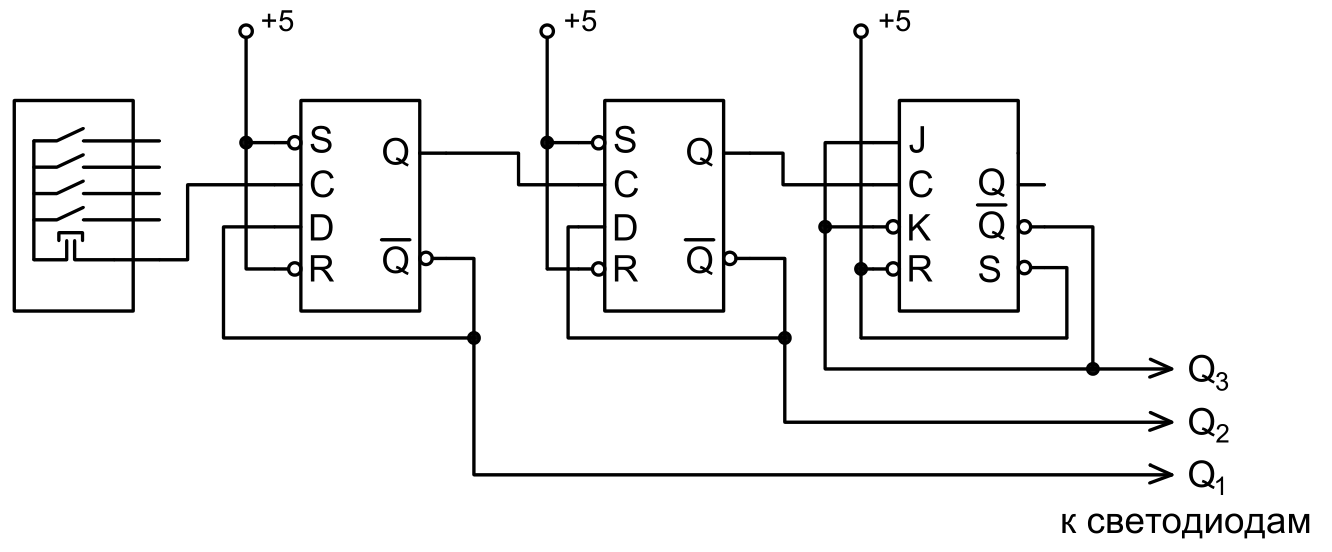 +5 +5 +5
S Q S Q J
C C C Q
D D K Q̅
R Q̅ R Q̅ R S
Q₃
Q₂
Q₁
к светодиодам